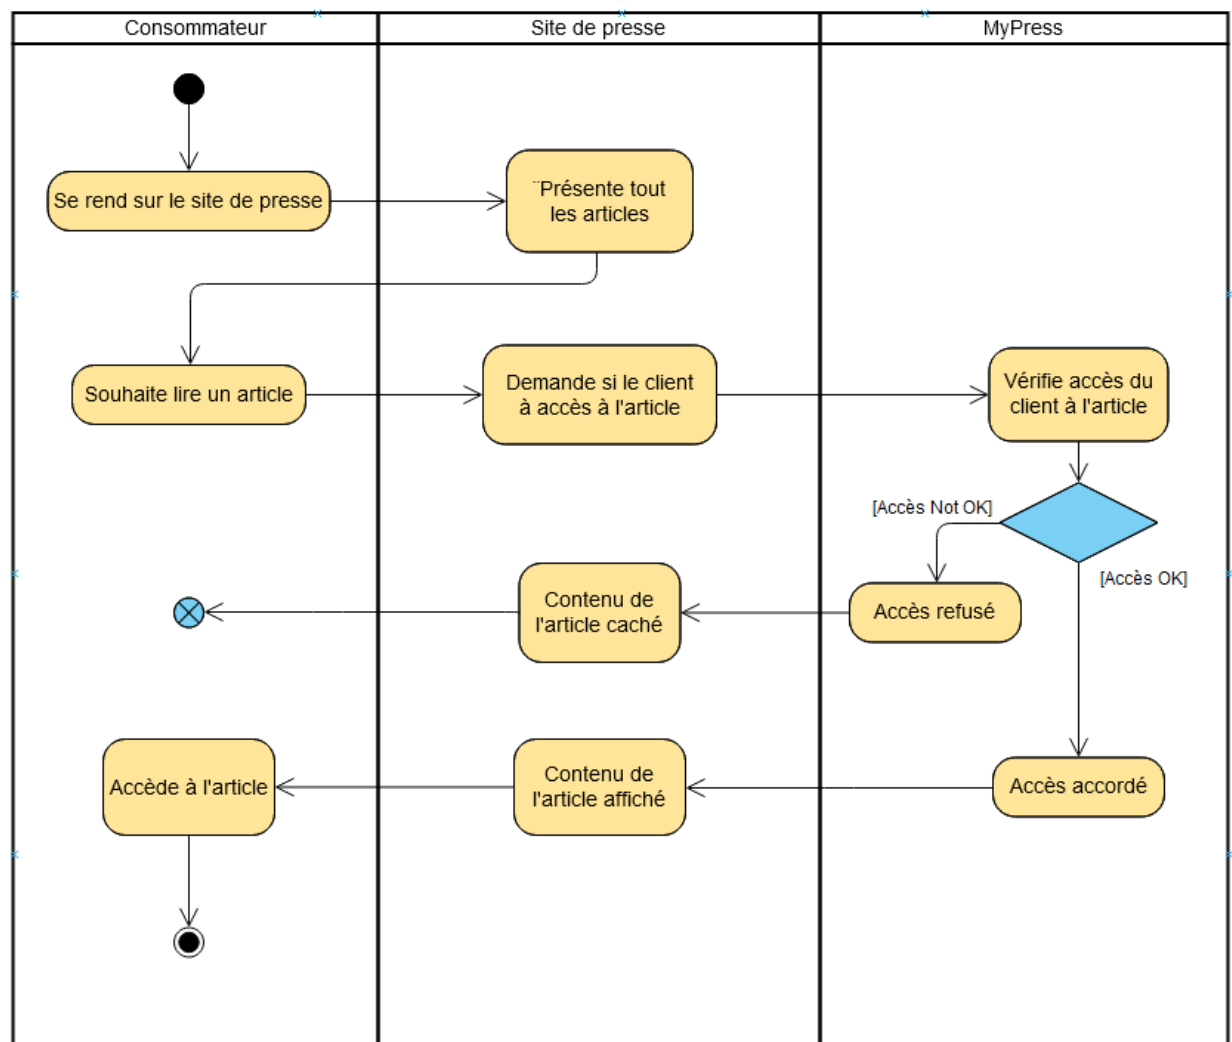 Consommateur
Site de presse
MyPress
Se rend sur le site de presse
¨Présente tout
les articles
Souhaite lire un article
Demande si le client
à accès à l'article
Vérifie accès du
client à l'article
[Accès Not OK]
[Accès OK]
Contenu de
l'article caché
Accès refusé
Accède à l'article
Contenu de
l'article affiché
Accès accordé